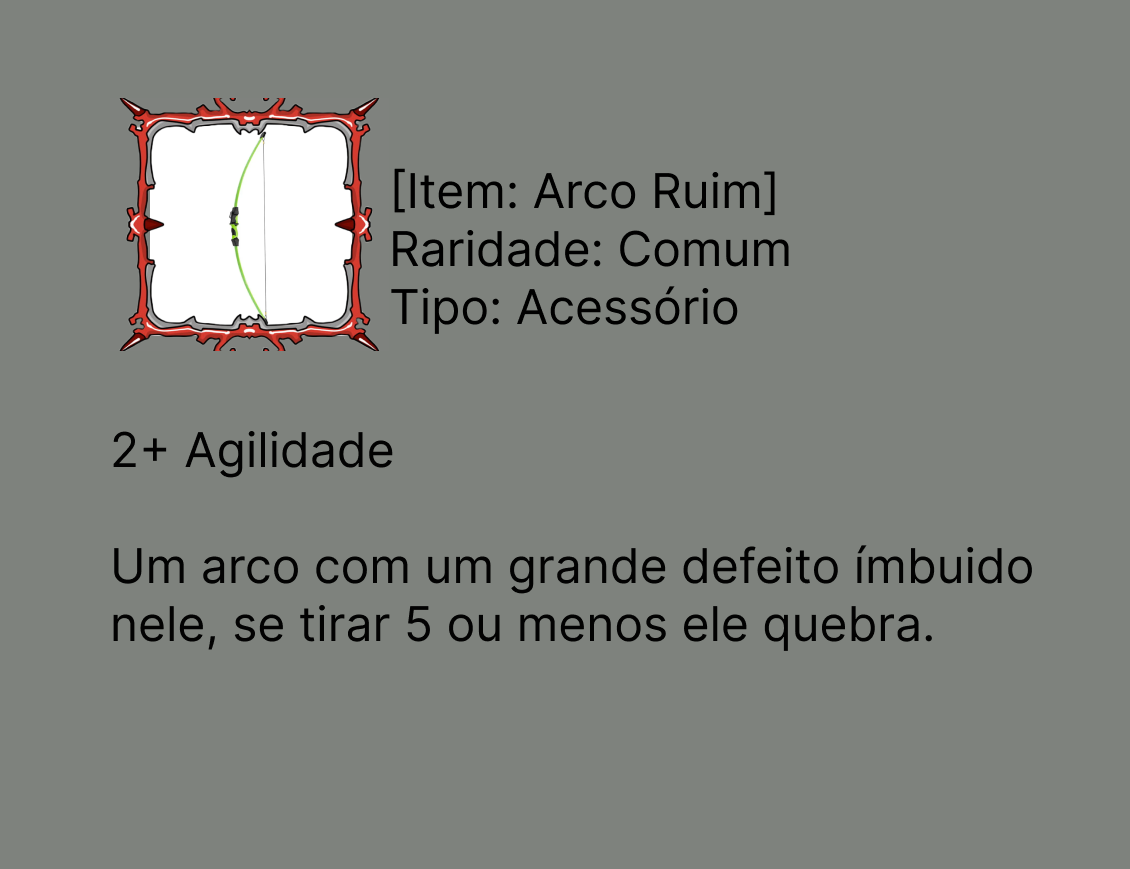 [Item: Arco Ruim]
Raridade: Comum
Tipo: Acessório
2+ Agilidade
Um arco com um grande defeito ímbuido
nele, se tirar 5 ou menos ele quebra.